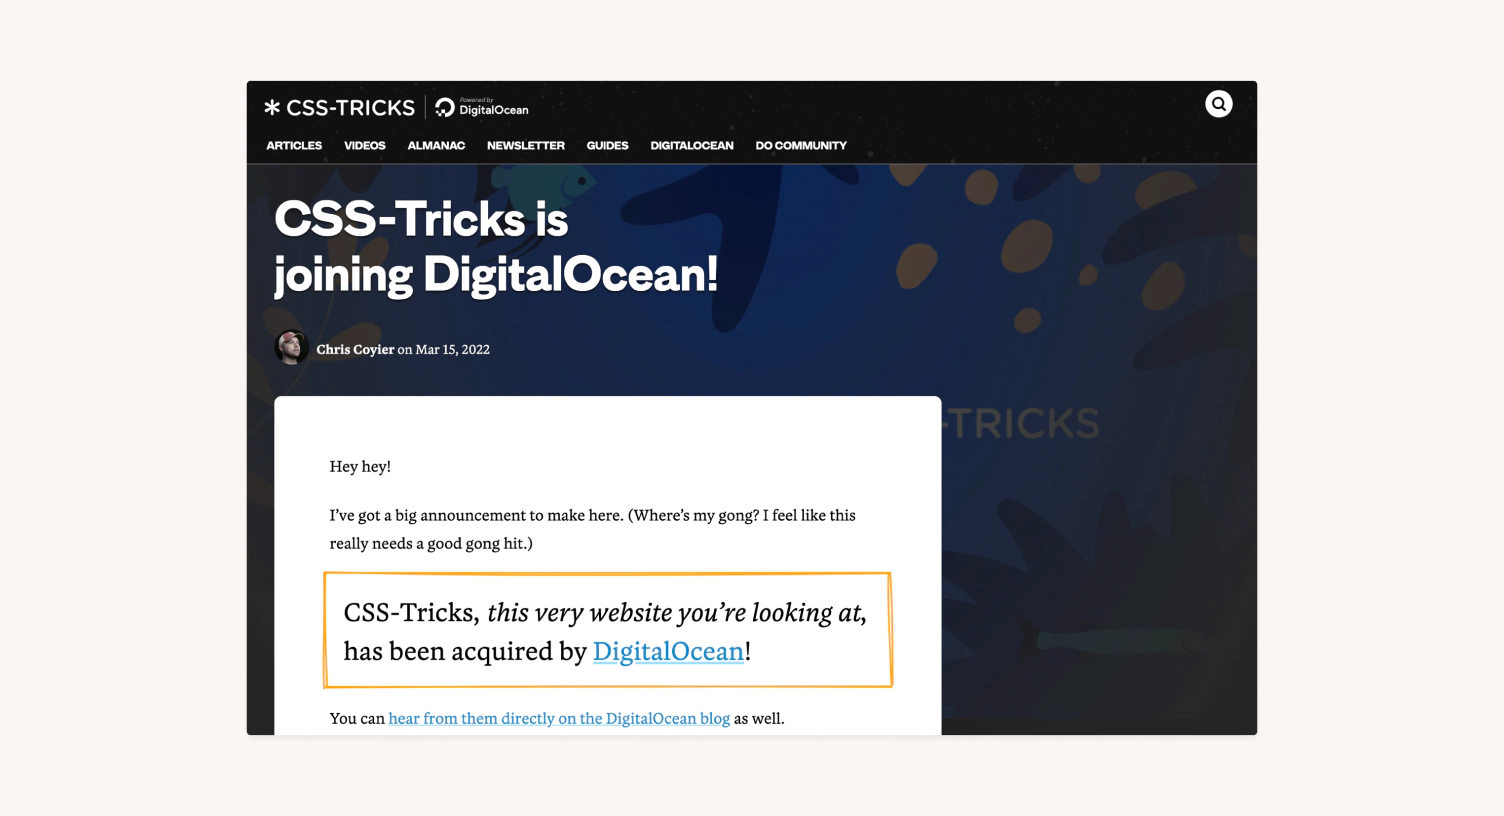 CSS-TRICKS
Powered by
DigitalOcean
ARTICLES VIDEOS ALMANAC NEWSLETTER GUIDES DIGITALOCEAN DO COMMUNITY
CSS-Tricks is
joining DigitalOcean!
Chris Coyier on Mar 15, 2022
-TRICKS
Hey hey!
I’ve got a big announcement to make here. (Where’s my gong? I feel like this
really needs a good gong hit.)
CSS-Tricks, this very website you’re looking at,
has been acquired by DigitalOcean!
You can hear from them directly on the DigitalOcean blog as well.